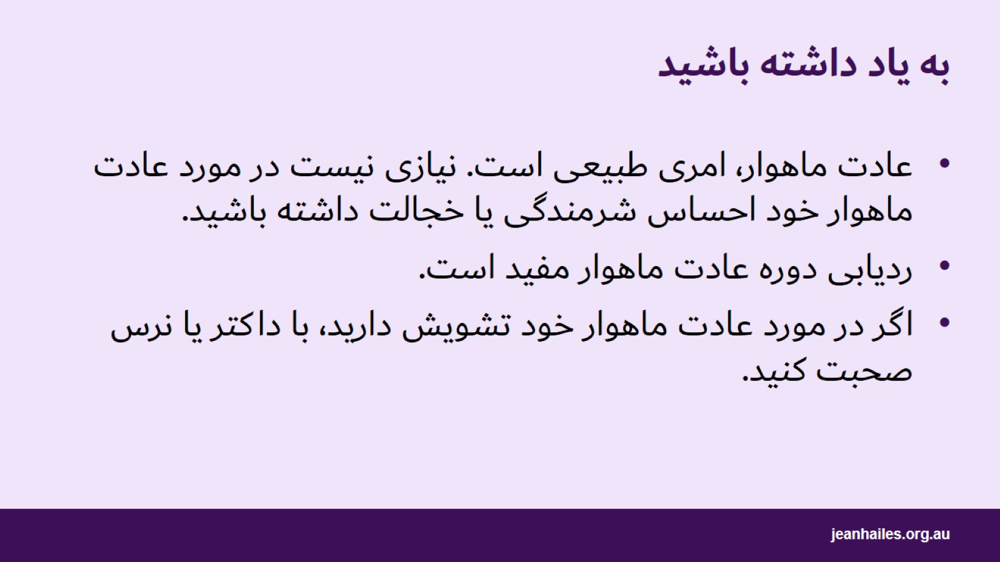 به یاد داشته باشید
• عادت ماهوار، امری طبیعی است. نیازی نیست در مورد عادت
ماهوار خود احساس شرمندگی یا خجالت داشته باشید.
• ردیابی دوره عادت ماهوار مفید است.
• اگر در مورد عادت ماهوار خود تشویش دارید، با داکتر یا نرس
صحبت کنید.
jeanhailes.org.au